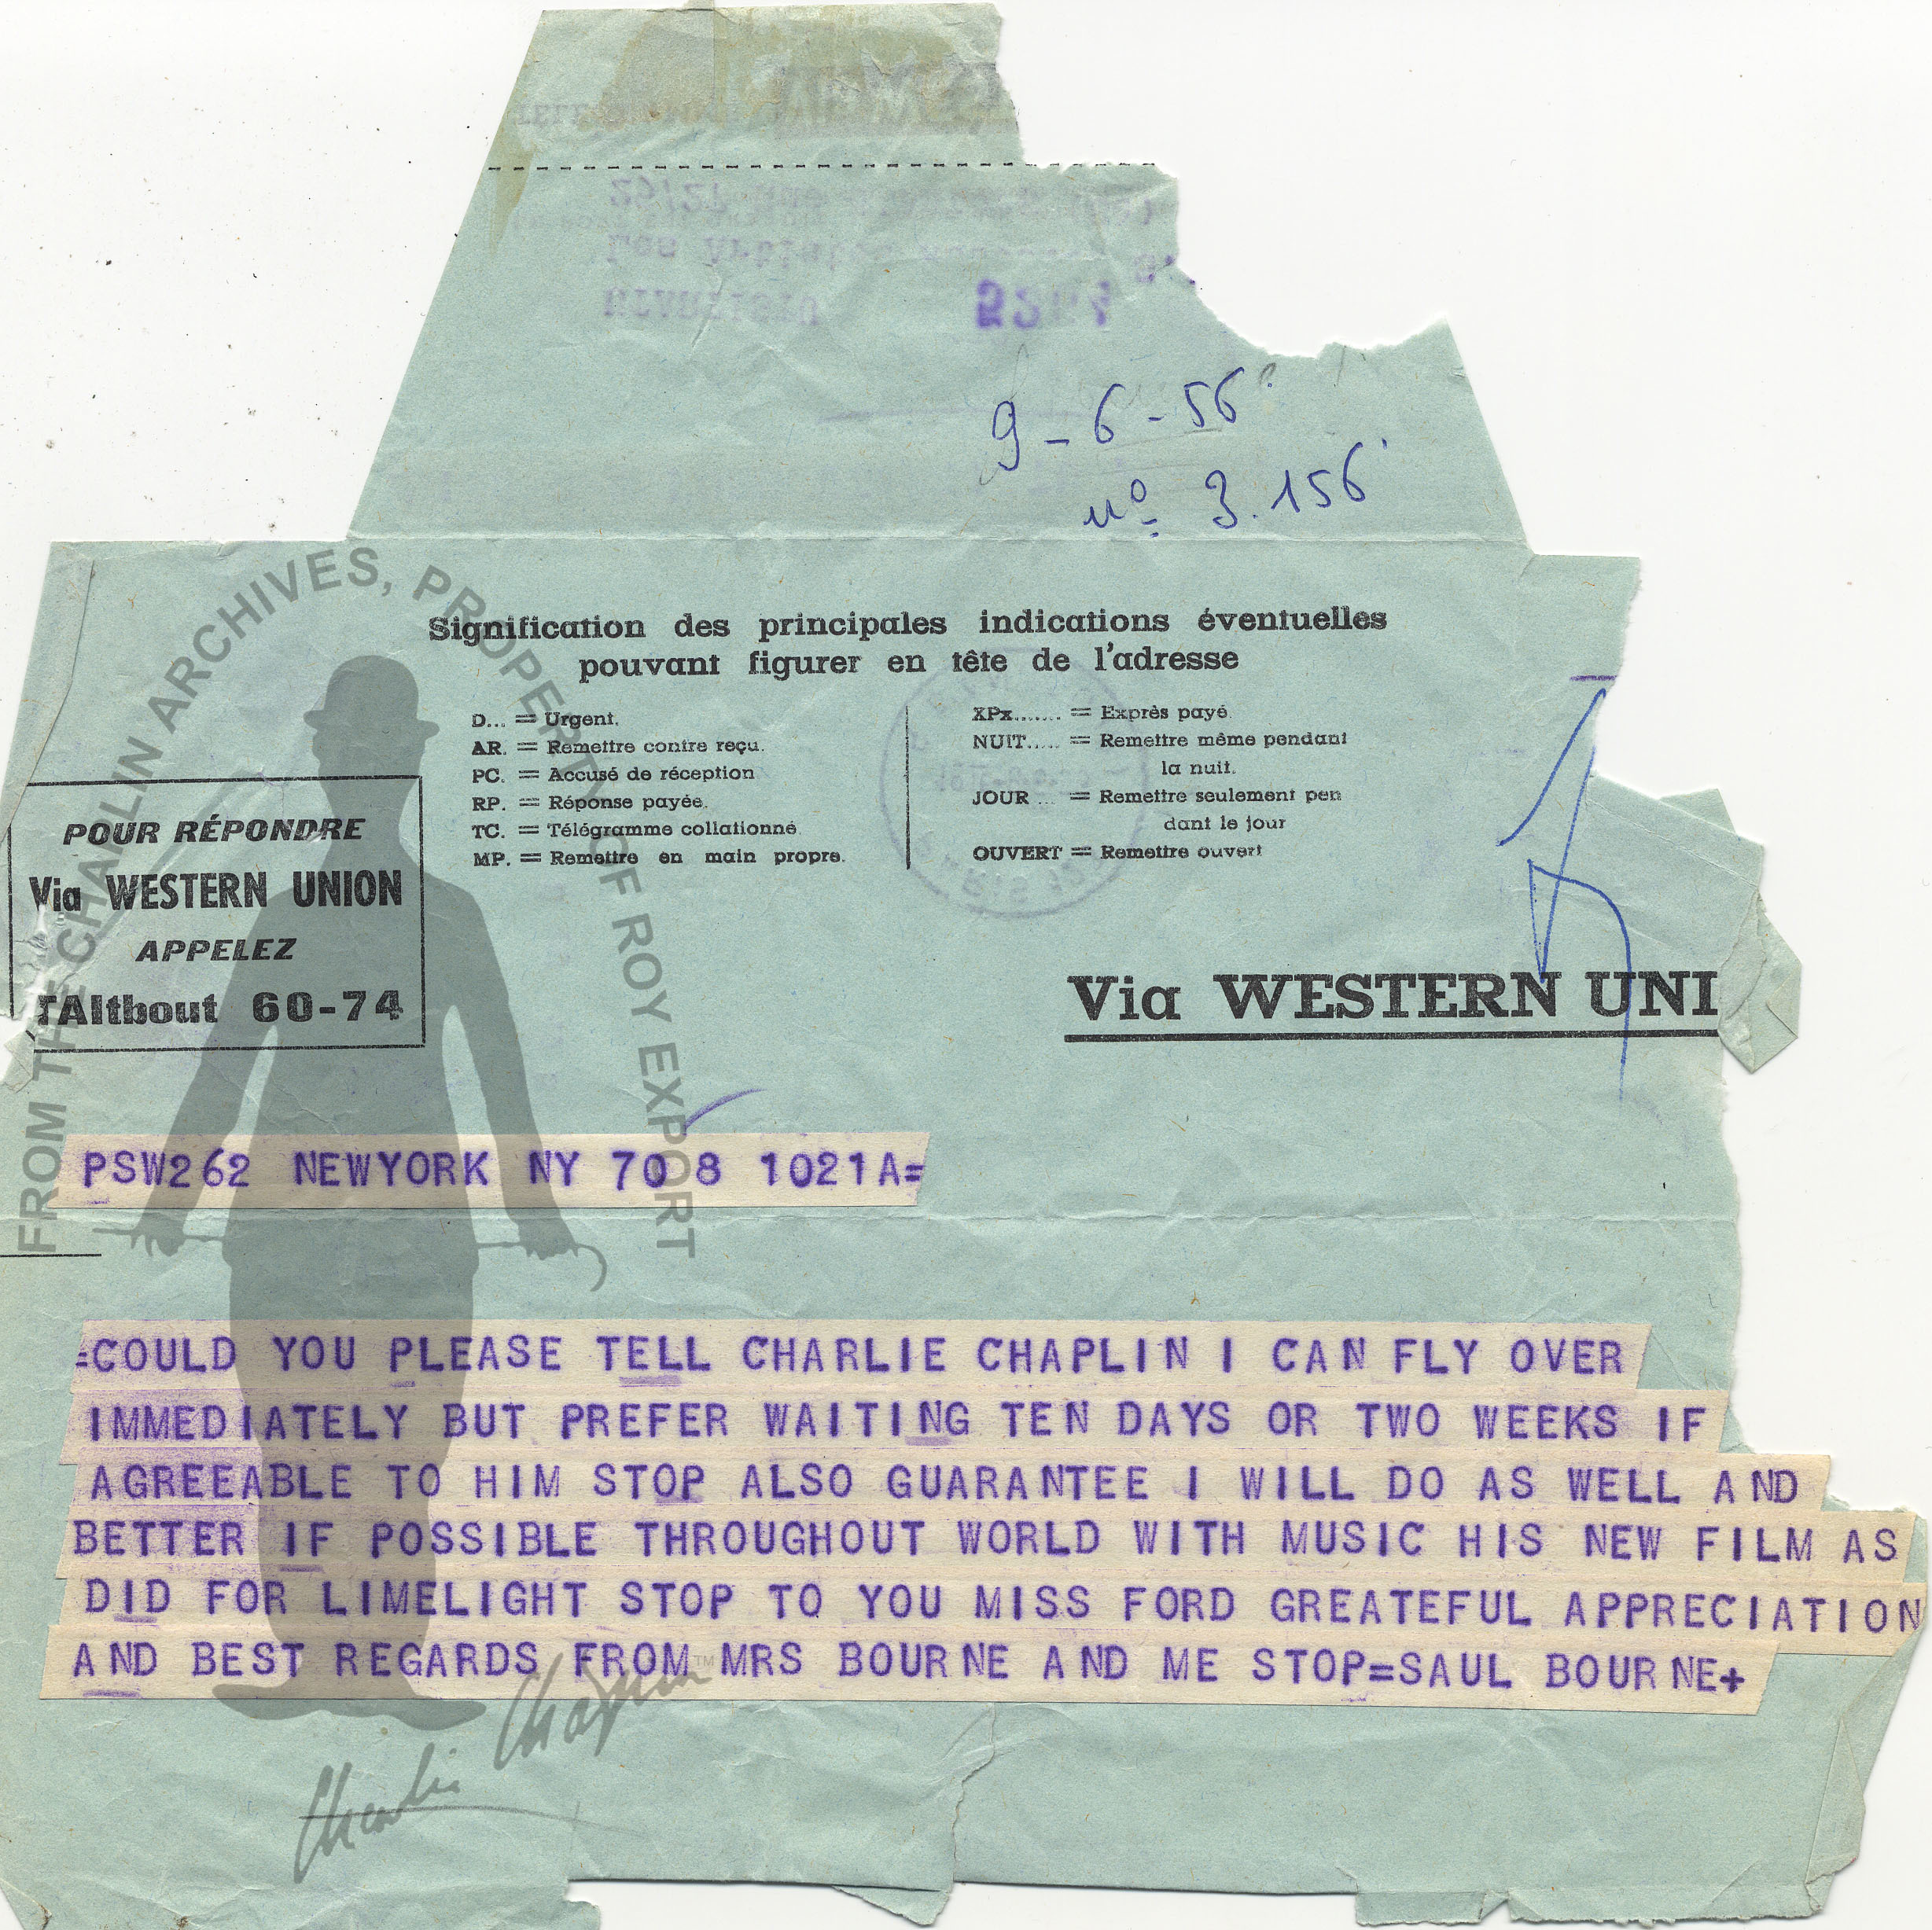 9-6-56
nº 3.156
Signification des principales indications éventuelles
pouvant figurer en tête de l'adresse
D... = Urgent.
AR. = Remettre contre reçu.
PC. = Accusé de réception
RP. = Réponse payée.
TC. = Télégramme collationné.
MP. = Remettre en main propre.
XPx....... = Exprès payé.
NUIT..... = Remettre même pendant
la nuit.
JOUR ... = Remettre seulement pen
dant le jour
OUVERT = Remettre ouvert
POUR RÉPONDRE
Via WESTERN UNION
APPELEZ
TAItbout 60-74
Via WESTERN UNI
PSW262 NEWYORK NY 70 8 1021A=
=COULD YOU PLEASE TELL CHARLIE CHAPLIN I CAN FLY OVER
IMMEDIATELY BUT PREFER WAITING TEN DAYS OR TWO WEEKS IF
AGREEABLE TO HIM STOP ALSO GUARANTEE I WILL DO AS WELL AND
BETTER IF POSSIBLE THROUGHOUT WORLD WITH MUSIC HIS NEW FILM AS
DID FOR LIMELIGHT STOP TO YOU MISS FORD GREATEFUL APPRECIATION
AND BEST REGARDS FROM MRS BOURNE AND ME STOP=SAUL BOURNE+
FROM THE CHAPLIN ARCHIVES, PROPERTY OF ROY EXPORT
Charlie Chaplin TM